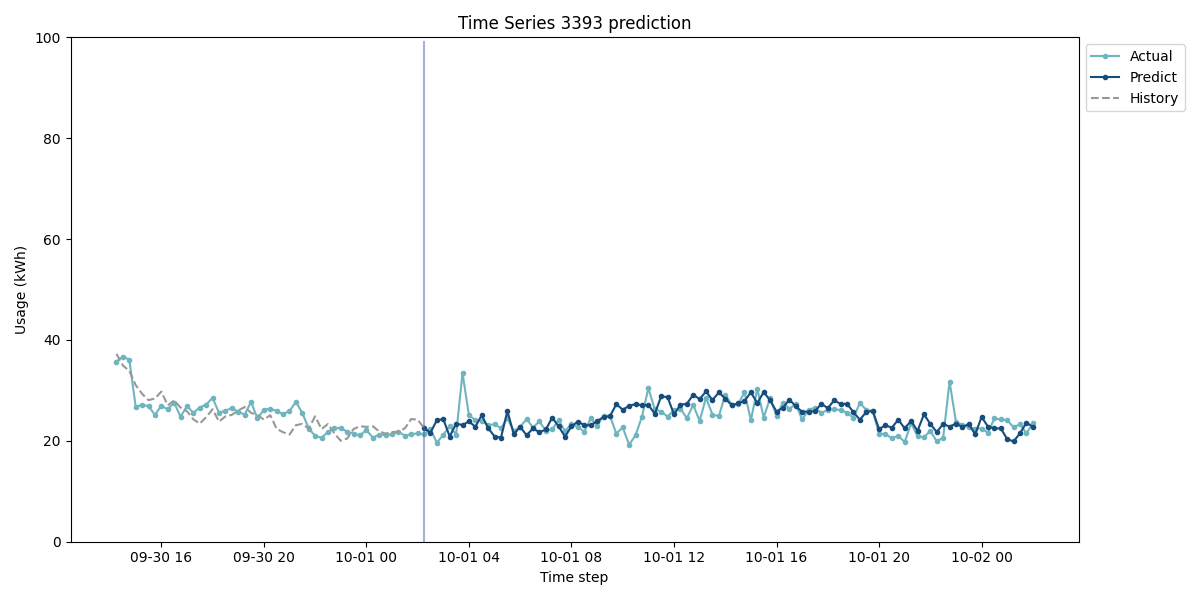 Time Series 3393 prediction
Usage (kWh)
100
80
60
40
20
0
09-30 16
09-30 20
10-01 00
10-01 04
10-01 08
10-01 12
10-01 16
10-01 20
10-02 00
Time step
Actual
Predict
History